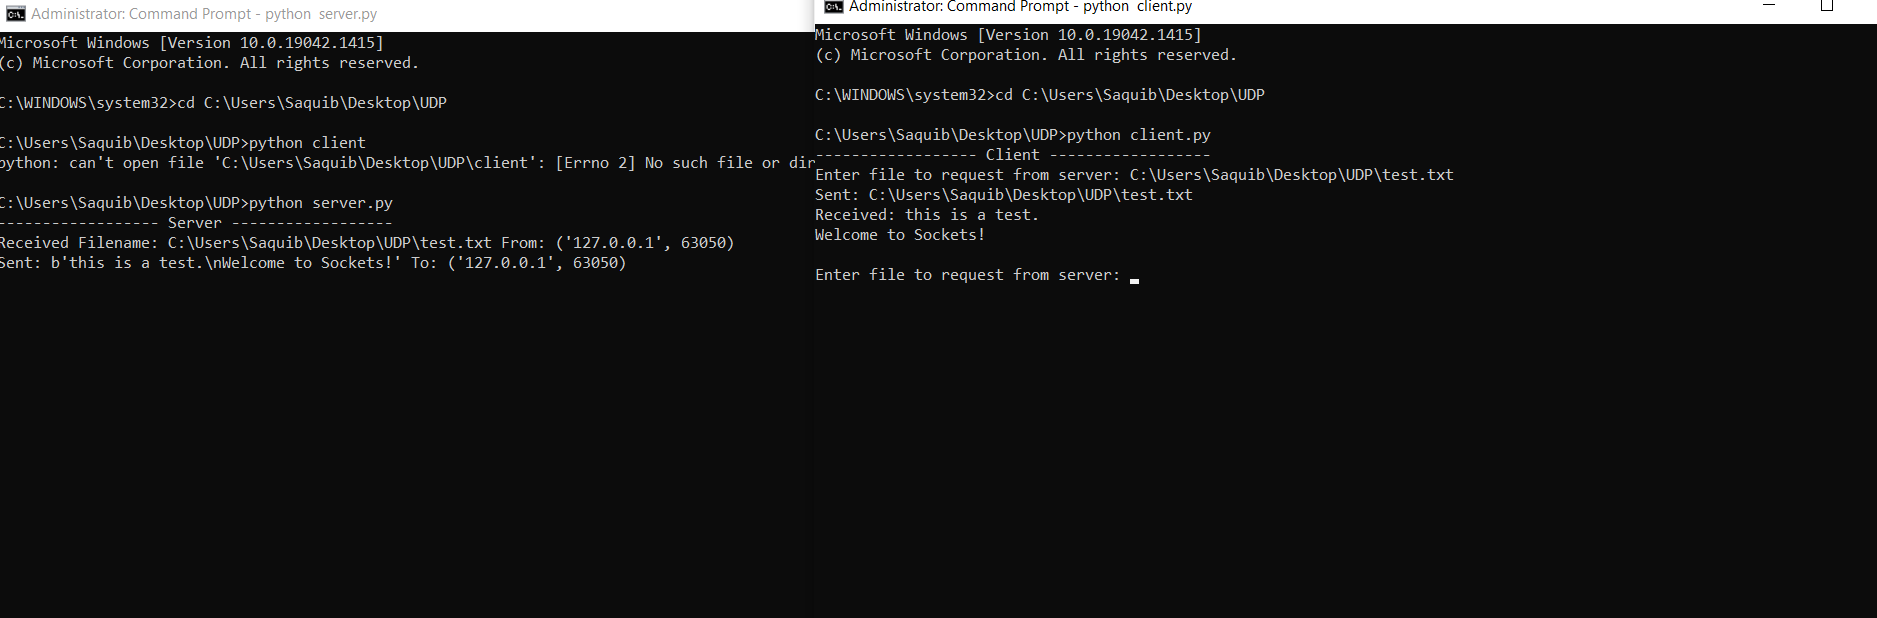 Administrator: Command Prompt - python  server.py
Microsoft Windows [Version 10.0.19042.1415]
(c) Microsoft Corporation. All rights reserved.
C:\WINDOWS\system32>cd C:\Users\Saquib\Desktop\UDP
C:\Users\Saquib\Desktop\UDP>python client
python: can't open file 'C:\Users\Saquib\Desktop\UDP\client': [Errno 2] No such file or dir
C:\Users\Saquib\Desktop\UDP>python server.py
------------------ Server ------------------
Received Filename: C:\Users\Saquib\Desktop\UDP\test.txt From: ('127.0.0.1', 63050)
Sent: b'this is a test.\nWelcome to Sockets!' To: ('127.0.0.1', 63050)
Administrator: Command Prompt - python  client.py
Microsoft Windows [Version 10.0.19042.1415]
(c) Microsoft Corporation. All rights reserved.
C:\WINDOWS\system32>cd C:\Users\Saquib\Desktop\UDP
C:\Users\Saquib\Desktop\UDP>python client.py
------------------ Client ------------------
Enter file to request from server: C:\Users\Saquib\Desktop\UDP\test.txt
Sent: C:\Users\Saquib\Desktop\UDP\test.txt
Received: this is a test.
Welcome to Sockets!
Enter file to request from server: